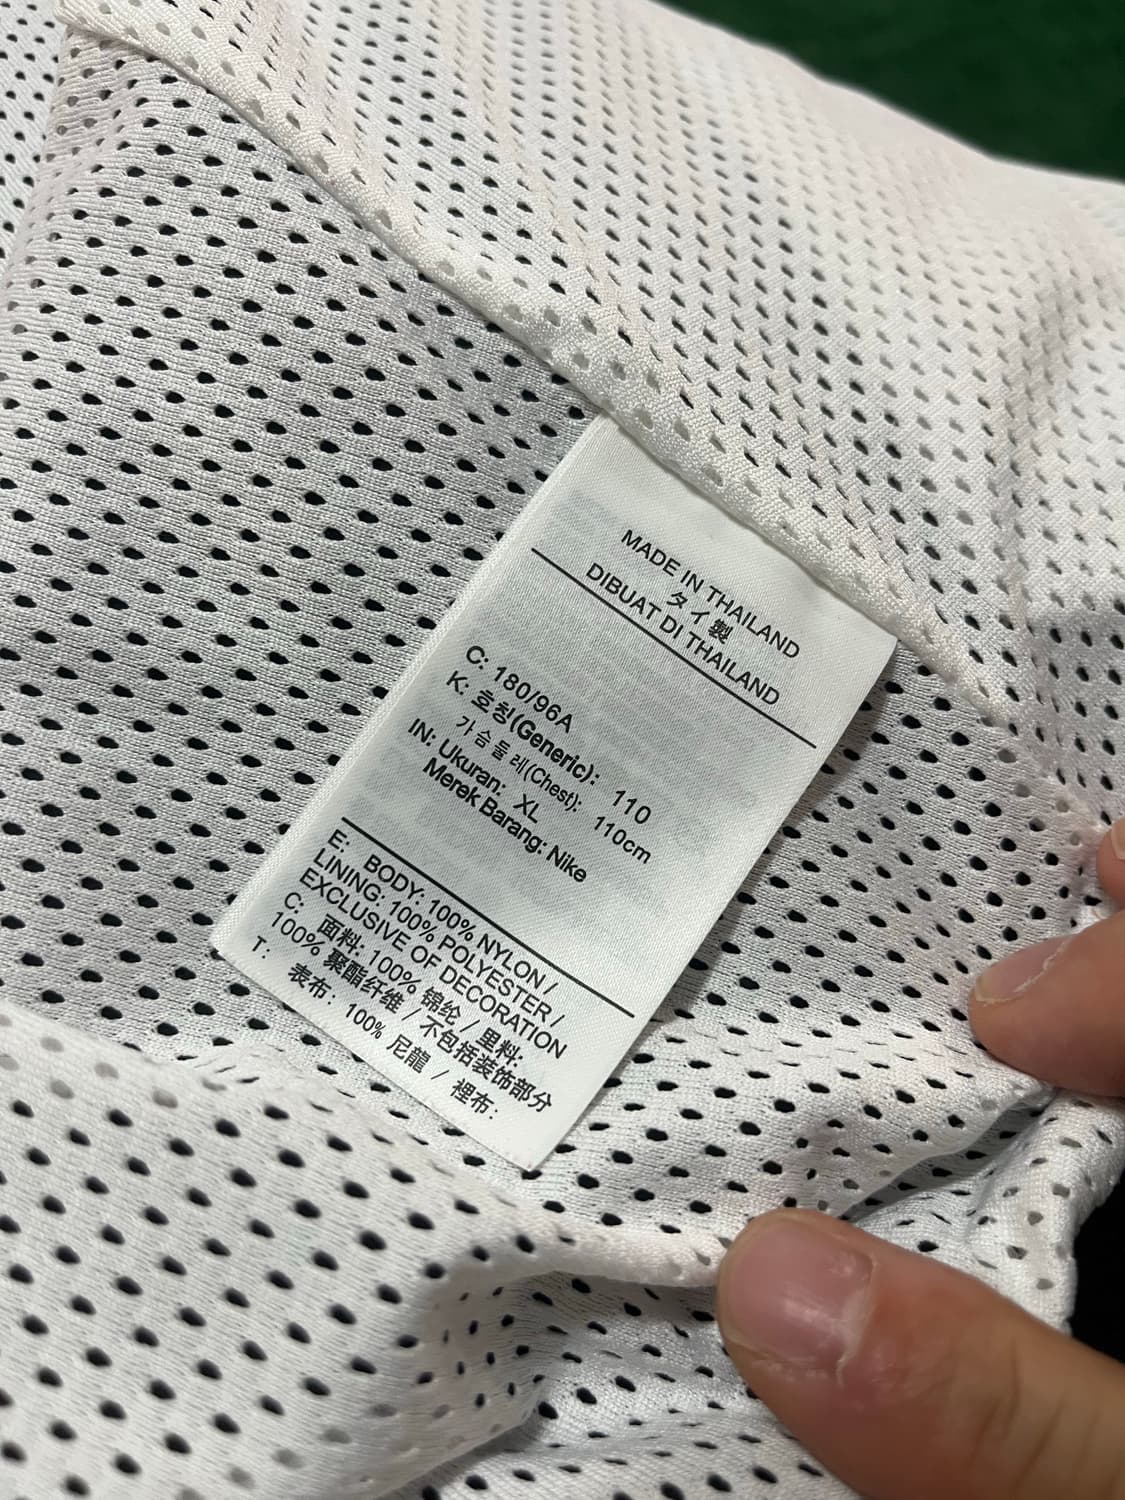 MADE IN THAILAND
タイ製
DIBUAT DI THAILAND
C: 180/96A
K: 호칭(Generic): 110
가슴둘레(Chest): 110cm
IN: Ukuran: XL
Merek Barang: Nike
E: BODY: 100% NYLON /
LINING: 100% POLYESTER /
EXCLUSIVE OF DECORATION
C: 面料: 100% 锦纶 / 里料:
100% 聚酯纤维 / 不包括装饰部分
T: 表布: 100% 尼龍 / 裡布: